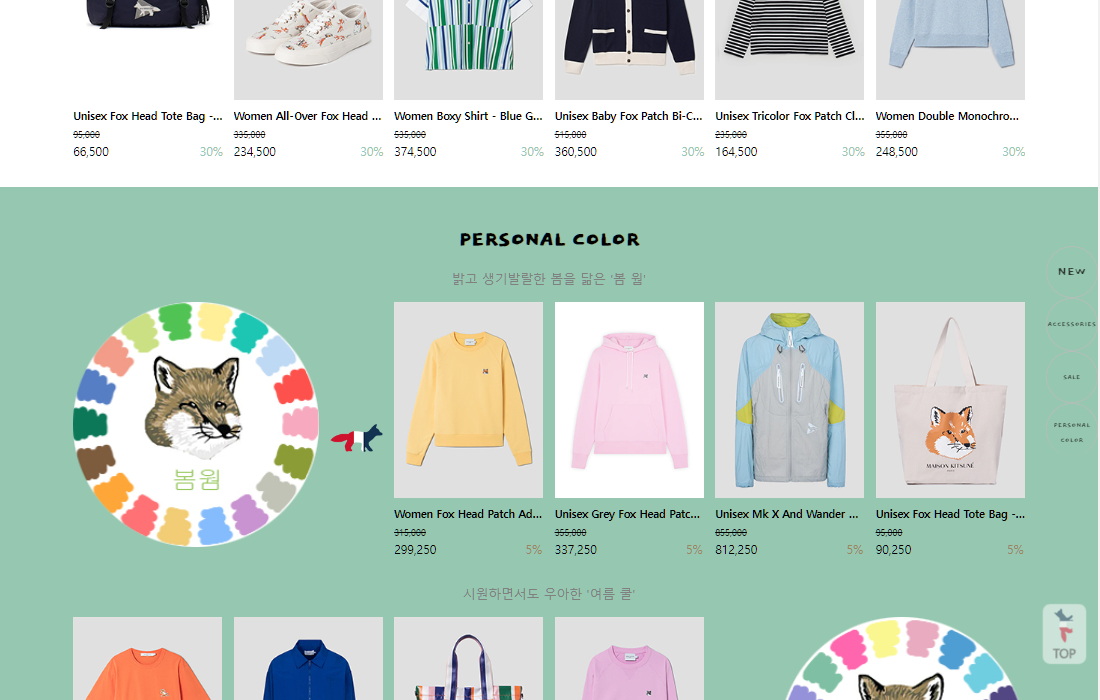 Unisex Fox Head Tote Bag -...
95,000
66,500 30%
Women All-Over Fox Head ...
335,000
234,500 30%
Women Boxy Shirt - Blue G...
535,000
374,500 30%
Unisex Baby Fox Patch Bi-C...
515,000
360,500 30%
Unisex Tricolor Fox Patch Cl...
235,000
164,500 30%
Women Double Monochro...
355,000
248,500 30%
PERSONAL COLOR
밝고 생기발랄한 봄을 닮은 '봄 웜'
봄웜
MAISON KITSUNÉ
Women Fox Head Patch Ad...
315,000
299,250 5%
Unisex Grey Fox Head Patc...
355,000
337,250 5%
Unisex Mk X And Wander ...
855,000
812,250 5%
Unisex Fox Head Tote Bag -...
95,000
90,250 5%
시원하면서도 우아한 '여름 쿨'
NEW
ACCESSORIES
SALE
PERSONAL
COLOR
TOP